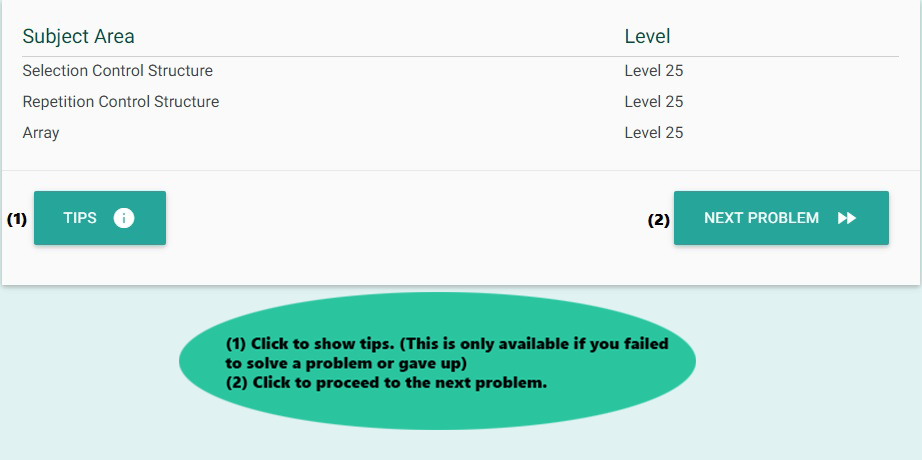 Subject Area Level
Selection Control Structure Level 25
Repetition Control Structure Level 25
Array Level 25
(1) TIPS i (2) NEXT PROBLEM
(1) Click to show tips. (This is only available if you failed
to solve a problem or gave up)
(2) Click to proceed to the next problem.